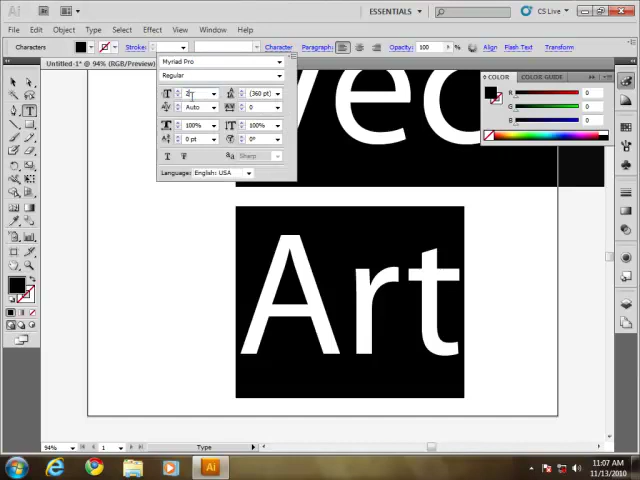 ESSENTIALS
CS Live
File Edit Object Type Select Effect View Window Help
Characters Stroke: Character Paragraph: Opacity: 100 Align Flash Text Transform
Untitled-1* @ 94% (RGB/Preview)
Myriad Pro
Regular
2 (360 pt)
Auto 0
100% 100%
0 pt 0°
Sharp
Language: English: USA
COLOR COLOR GUIDE
R 0
G 0
B 0
vec
Art
94% 1 Type
11:07 AM
11/13/2010